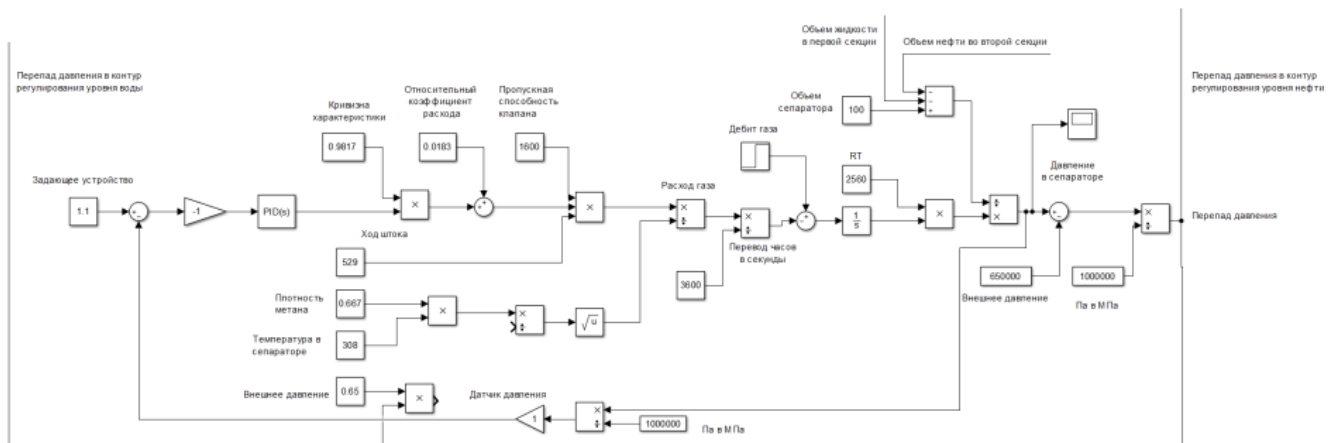 Объем жидкости
в первой секции
Объем нефти во второй секции
Перепад давления в контур
регулирования уровня воды
Перепад давления в контур
регулирования уровня нефти
Относительный
коэффициент
расхода
Пропускная
способность
клапана
Кривизна
характеристики
Объем
сепаратора
100
Дебит газа
0.9817
0.0183
1600
RT
2560
Давление
в сепараторе
Задающее устройство
1.1
-1
PID(s)
Расход газа
1
s
Перепад давления
Ход штока
529
Перевод часов
в секунды
3600
650000
1000000
Внешнее давление
Па в МПа
Плотность
метана
0.667
√u
Температура в
сепараторе
308
Внешнее давление
0.65
Датчик давления
1
1000000
Па в МПа